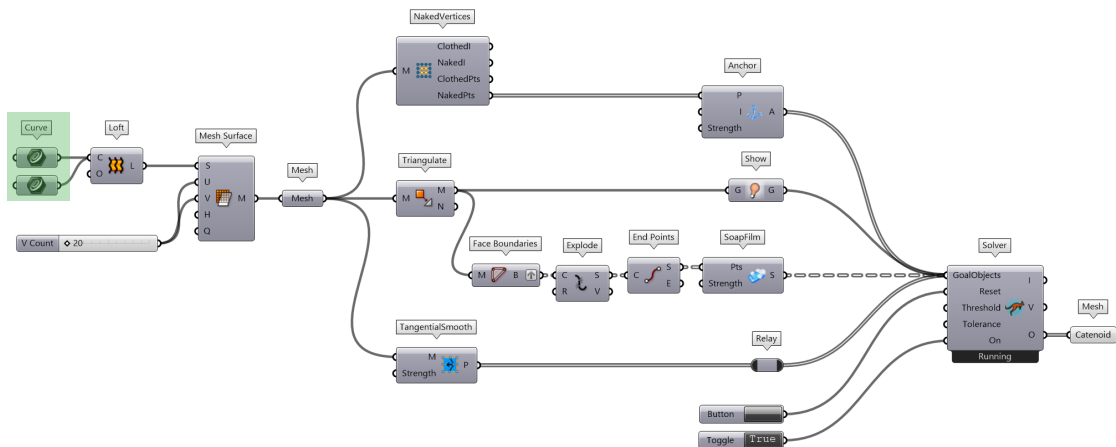 NakedVertices
ClothedI
NakedI
M
ClothedPts
NakedPts
Anchor
P
I
A
Strength
Curve
Loft
C
L
O
Mesh Surface
S
U
V
M
H
Q
V Count
20
Mesh
Mesh
Triangulate
M
M
N
Show
G
G
Face Boundaries
M
B
Explode
C
S
R
V
End Points
S
C
E
SoapFilm
Pts
S
Strength
TangentialSmooth
M
P
Strength
Relay
Solver
GoalObjects
I
Reset
Threshold
V
Tolerance
On
O
Running
Mesh
Catenoid
Button
Toggle
True